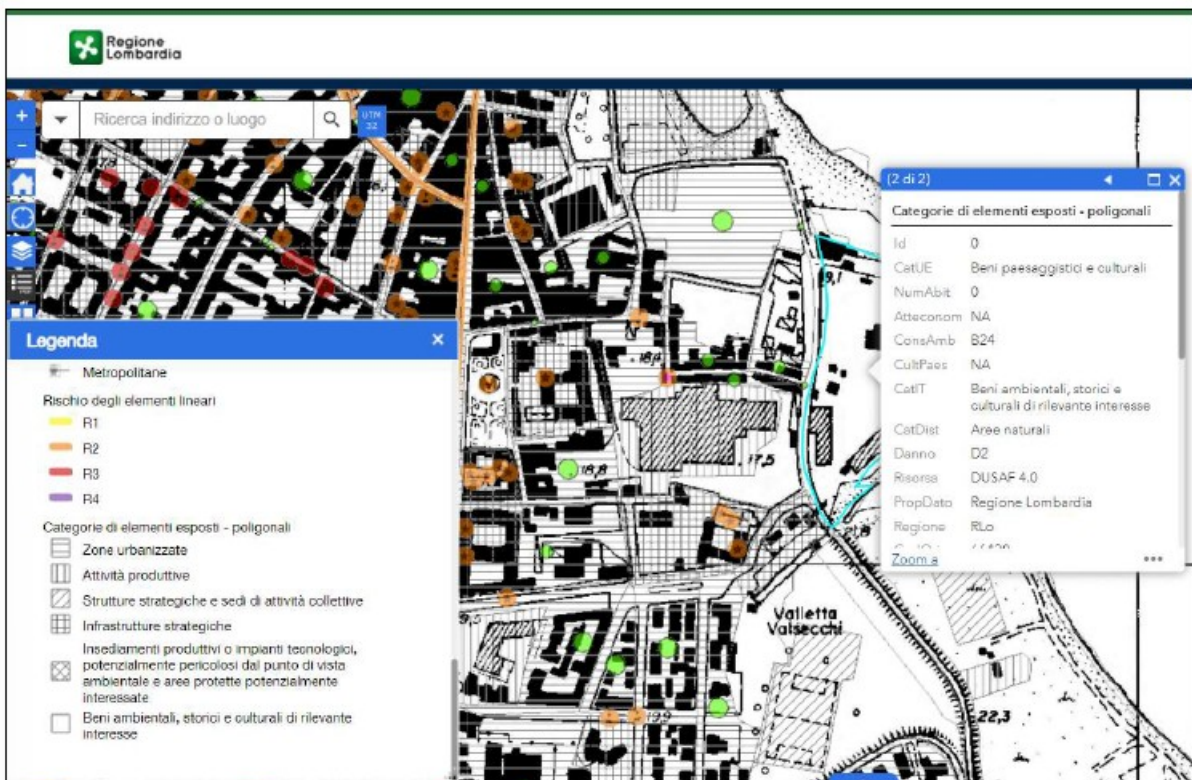 Regione
Lombardia
+
Ricerca indirizzo o luogo
UTM
32
−
(2 di 2)
Categorie di elementi esposti - poligonali
Id 0
CatUE Beni paesaggistici e culturali
NumAbit 0
Atteconom NA
ConsAmb B24
CultPaes NA
CatIT Beni ambientali, storici e
culturali di rilevante interesse
CatDist Aree naturali
Danno D2
Risorsa DUSAF 4.0
PropDato Regione Lombardia
Regione RLo
Zoom a
Legenda
Metropolitane
Rischio degli elementi lineari
R1
R2
R3
R4
Categorie di elementi esposti - poligonali
Zone urbanizzate
Attività produttive
Strutture strategiche e sedi di attività collettive
Infrastrutture strategiche
Insediamenti produttivi o impianti tecnologici,
potenzialmente pericolosi dal punto di vista
ambientale e aree protette potenzialmente
interessate
Beni ambientali, storici e culturali di rilevante
interesse
18,4
18,8
17,5
Valletta
Valsecchi
19,9
22,3